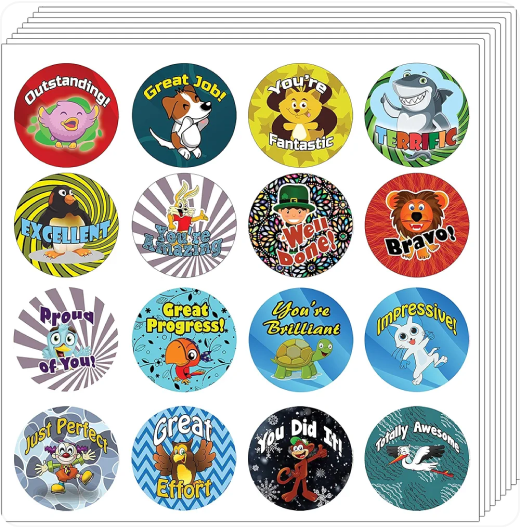 Outstanding!
Great Job!
You're
Fantastic
TERRIFIC
EXCELLENT
You're
Amazing
Well
Done!
Bravo!
Proud
of You!
Great
Progress!
You're
Brilliant
Impressive!
Just Perfect
Great
Effort
You Did It!
Totally Awesome